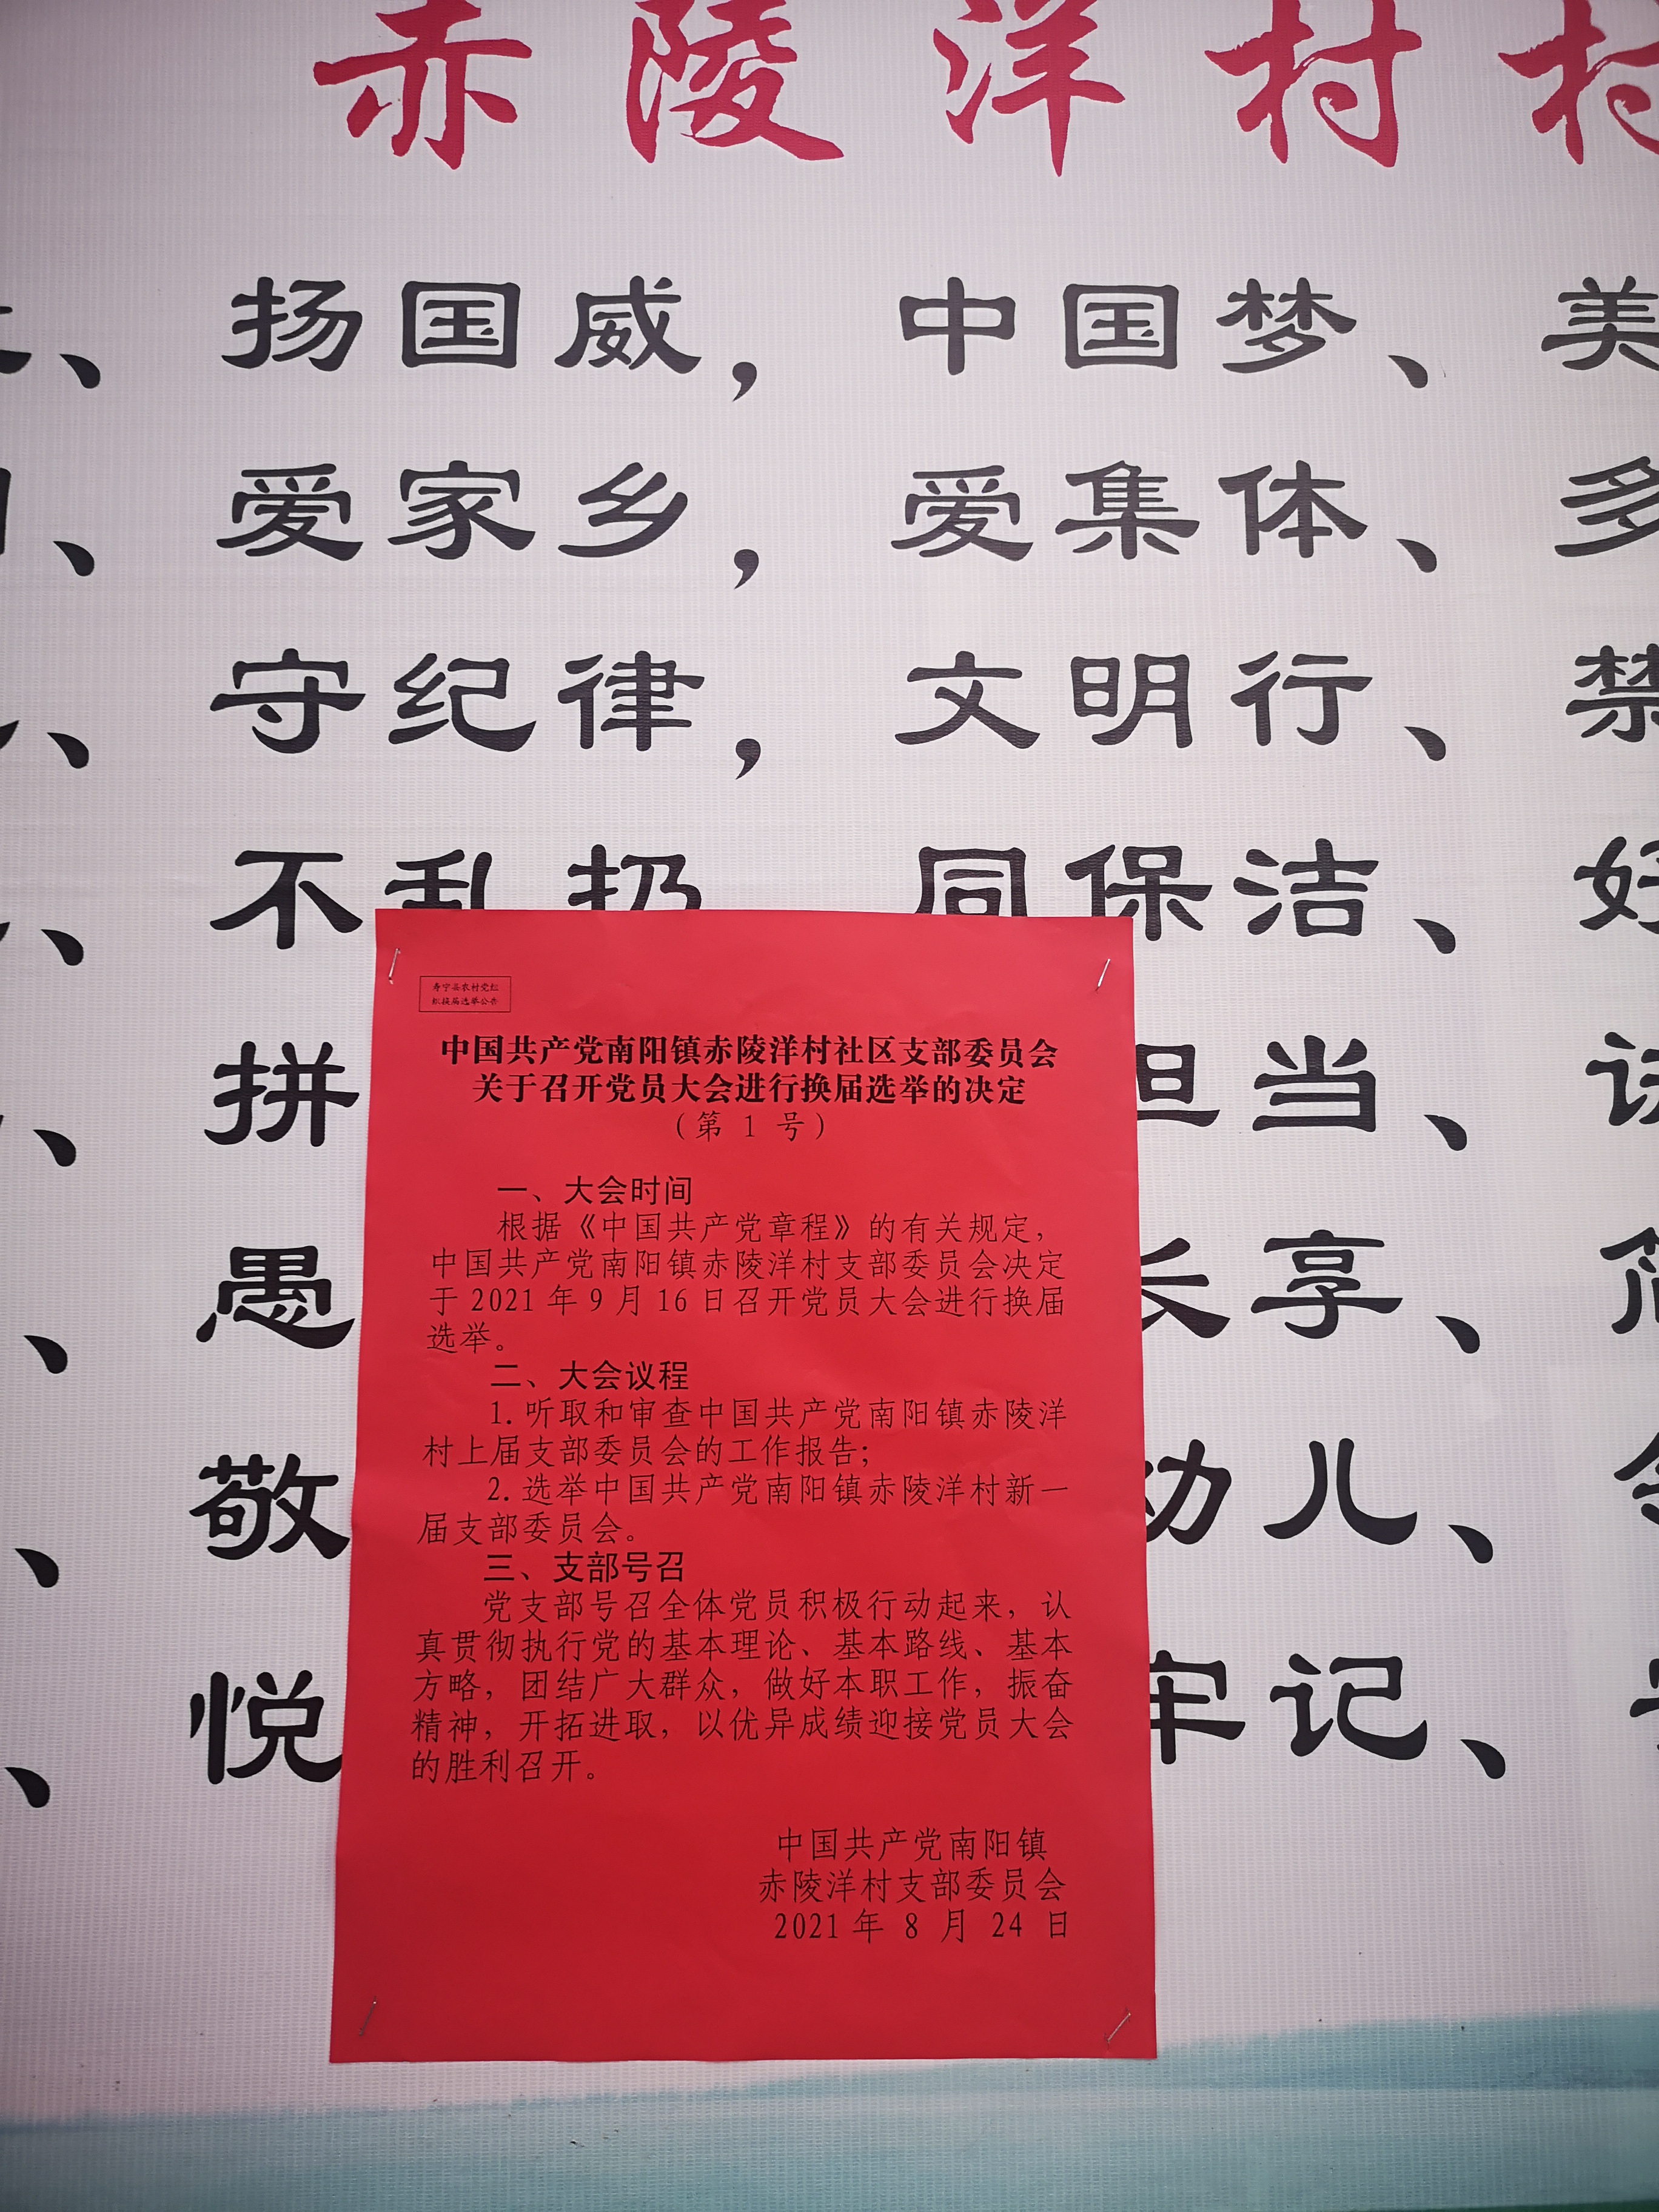 赤陵洋村
、扬国威，中国梦、美
、爱家乡，爱集体、多
、守纪律，文明行、禁
、不乱扔 同保洁、好
、拼 担当、
、愚 长享、
、敬 幼儿、
、悦 牢记、
寿宁县农村党组
织换届选举公告
中国共产党南阳镇赤陵洋村社区支部委员会
关于召开党员大会进行换届选举的决定
（第 1 号）
一、大会时间
根据《中国共产党章程》的有关规定，
中国共产党南阳镇赤陵洋村支部委员会决定
于 2021 年 9 月 16 日召开党员大会进行换届
选举。
二、大会议程
1. 听取和审查中国共产党南阳镇赤陵洋
村上届支部委员会的工作报告；
2. 选举中国共产党南阳镇赤陵洋村新一
届支部委员会。
三、支部号召
党支部号召全体党员积极行动起来，认
真贯彻执行党的基本理论、基本路线、基本
方略，团结广大群众，做好本职工作，振奋
精神，开拓进取，以优异成绩迎接党员大会
的胜利召开。
中国共产党南阳镇
赤陵洋村支部委员会
2021 年 8 月 24 日